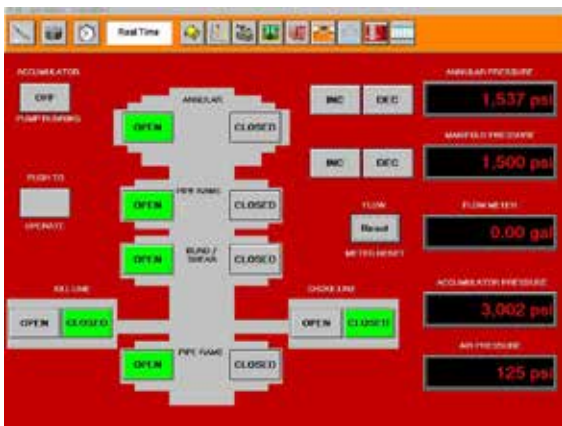 Real Time
ACCUMULATOR
OFF
PUMP RUNNING
PUSH TO
OPERATE
ANNULAR
OPEN
CLOSED
PIPE RAMS
OPEN
CLOSED
BLIND /
SHEAR
OPEN
CLOSED
KILL LINE
OPEN
CLOSED
CHOKE LINE
OPEN
CLOSED
PIPE RAMS
OPEN
CLOSED
INC
DEC
ANNULAR PRESSURE
1,537 psi
INC
DEC
MANIFOLD PRESSURE
1,500 psi
FLOW
Reset
METER RESET
FLOW METER
0.00 gal
ACCUMULATOR PRESSURE
3,002 psi
AIR PRESSURE
125 psi